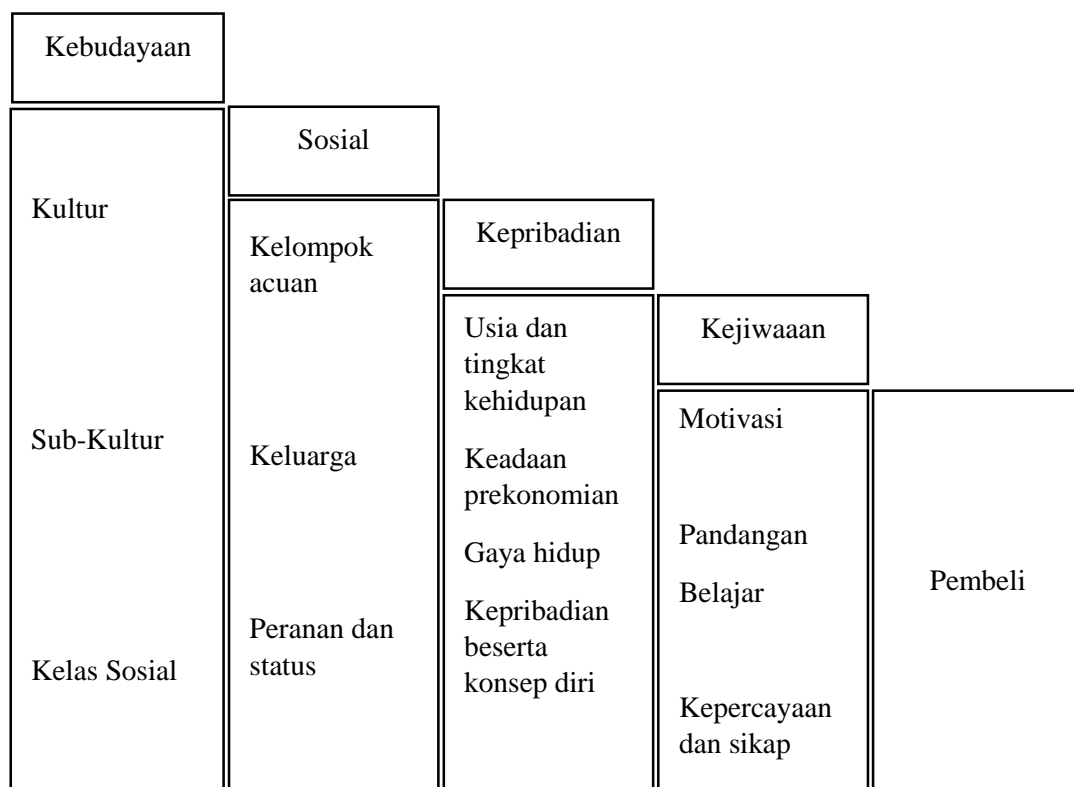 Kebudayaan
Kultur
Sub-Kultur
Kelas Sosial
Sosial
Kelompok
acuan
Keluarga
Peranan dan
status
Kepribadian
Usia dan
tingkat
kehidupan
Keadaan
prekonomian
Gaya hidup
Kepribadian
beserta
konsep diri
Kejiwaaan
Motivasi
Pandangan
Belajar
Kepercayaan
dan sikap
Pembeli